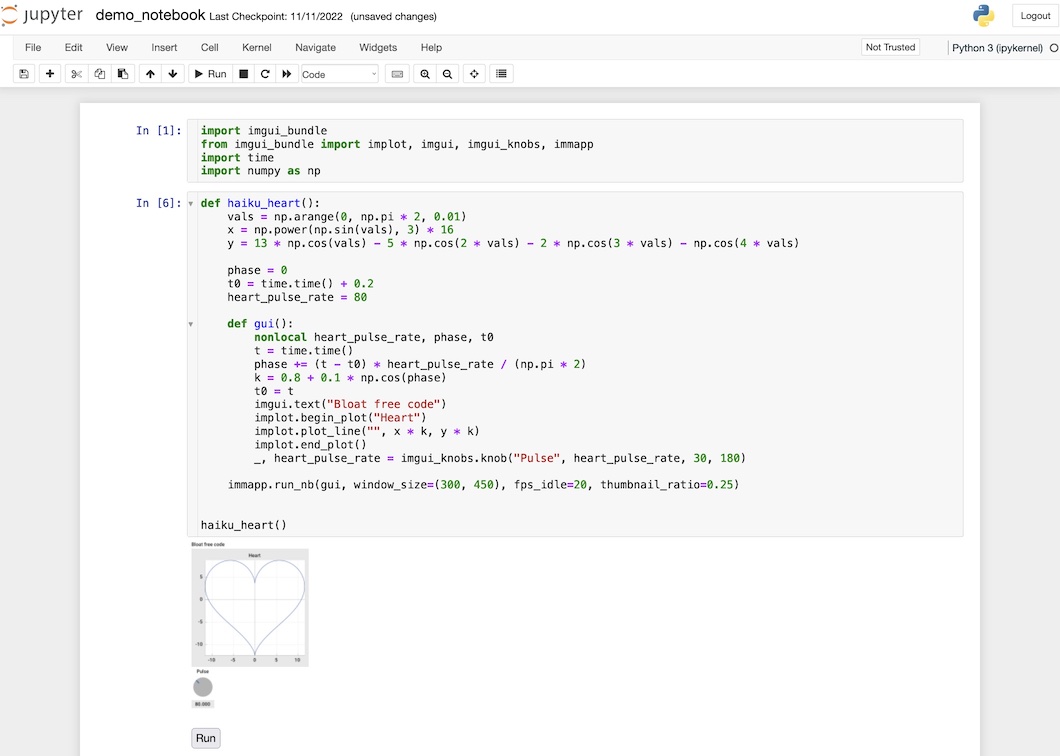 jupyter demo_notebook Last Checkpoint: 11/11/2022 (unsaved changes) Logout
File Edit View Insert Cell Kernel Navigate Widgets Help Not Trusted Python 3 (ipykernel)
Run Code
In [1]: import imgui_bundle
from imgui_bundle import implot, imgui, imgui_knobs, immapp
import time
import numpy as np
In [6]: def haiku_heart():
vals = np.arange(0, np.pi * 2, 0.01)
x = np.power(np.sin(vals), 3) * 16
y = 13 * np.cos(vals) - 5 * np.cos(2 * vals) - 2 * np.cos(3 * vals) - np.cos(4 * vals)
phase = 0
t0 = time.time() + 0.2
heart_pulse_rate = 80
def gui():
nonlocal heart_pulse_rate, phase, t0
t = time.time()
phase += (t - t0) * heart_pulse_rate / (np.pi * 2)
k = 0.8 + 0.1 * np.cos(phase)
t0 = t
imgui.text("Bloat free code")
implot.begin_plot("Heart")
implot.plot_line("", x * k, y * k)
implot.end_plot()
_, heart_pulse_rate = imgui_knobs.knob("Pulse", heart_pulse_rate, 30, 180)
immapp.run_nb(gui, window_size=(300, 450), fps_idle=20, thumbnail_ratio=0.25)
haiku_heart()
Bloat free code
Heart
5
0
-5
-10
-10 -5 0 5 10
Pulse
80.000
Run